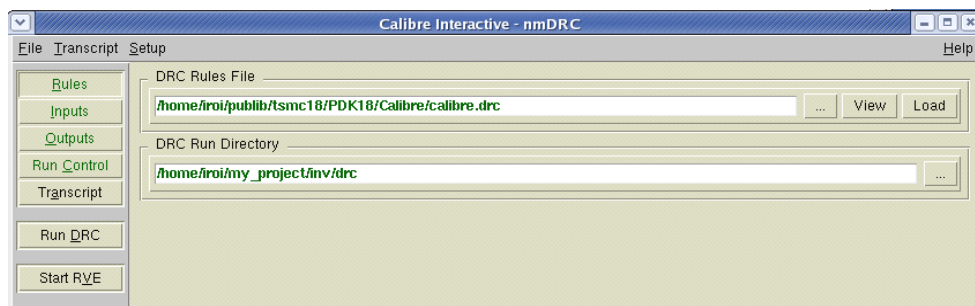 Calibre Interactive - nmDRC
File Transcript Setup Help
Rules
Inputs
Outputs
Run Control
Transcript
Run DRC
Start RVE
DRC Rules File
/home/iroi/publib/tsmc18/PDK18/Calibre/calibre.drc ... View Load
DRC Run Directory
/home/iroi/my_project/inv/drc ...